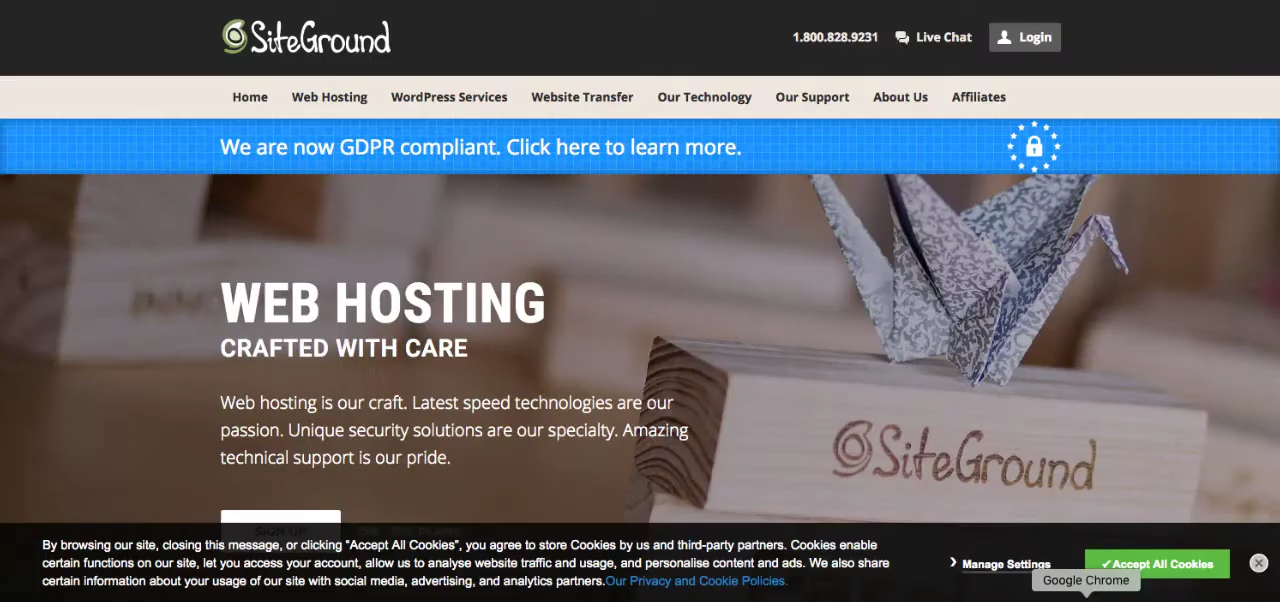 SiteGround
1.800.828.9231 Live Chat Login
Home Web Hosting WordPress Services Website Transfer Our Technology Our Support About Us Affiliates
We are now GDPR compliant. Click here to learn more.
WEB HOSTING
CRAFTED WITH CARE
Web hosting is our craft. Latest speed technologies are our
passion. Unique security solutions are our specialty. Amazing
technical support is our pride.
SiteGround
By browsing our site, closing this message, or clicking "Accept All Cookies", you agree to store Cookies by us and third-party partners. Cookies enable
certain functions on our site, let you access your account, allow us to analyse website traffic and usage, and personalise content and ads. We also share
certain information about your usage of our site with social media, advertising, and analytics partners.Our Privacy and Cookie Policies.
Manage Settings
✔Accept All Cookies
Google Chrome